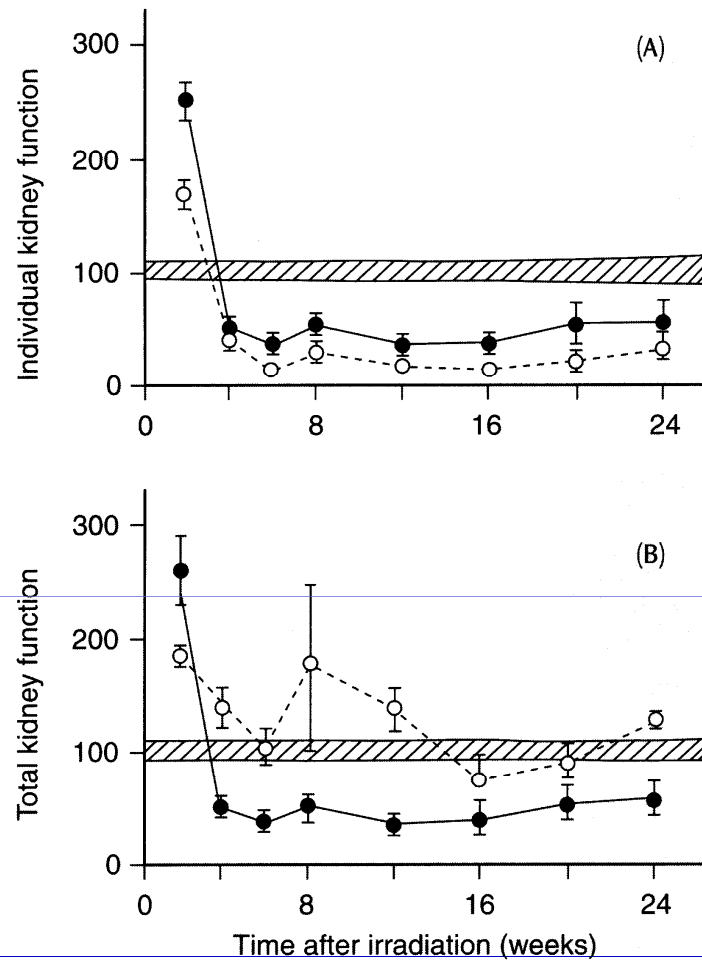 (A)
Individual kidney function
300
200
100
0
0 8 16 24
(B)
Total kidney function
300
200
100
0
0 8 16 24
Time after irradiation (weeks)